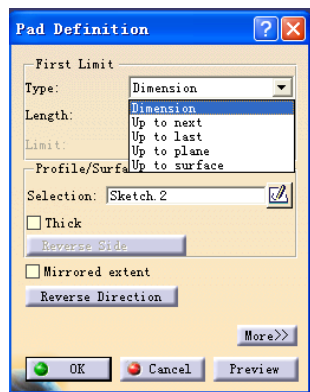 Pad Definition
First Limit
Type: Dimension
Length: Dimension
Up to next
Limit: Up to last
Up to plane
Up to surface
Profile/Surfa
Selection: Sketch.2
Thick
Reverse Side
Mirrored extent
Reverse Direction
More>>
OK Cancel Preview